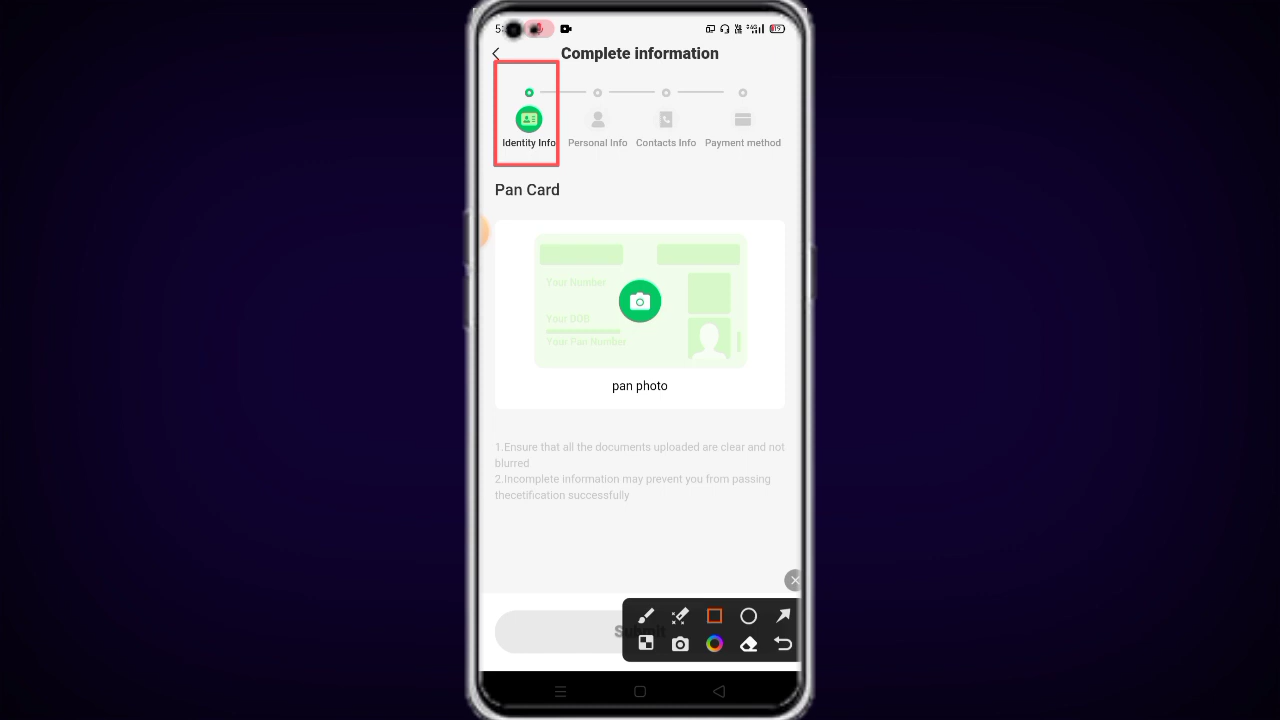 Complete information
Identity Info Personal Info Contacts Info Payment method
Pan Card
Your Number
Your DOB
Your Pan Number
pan photo
1.Ensure that all the documents uploaded are clear and not
blurred
2.Incomplete information may prevent you from passing
thecetification successfully
Submit